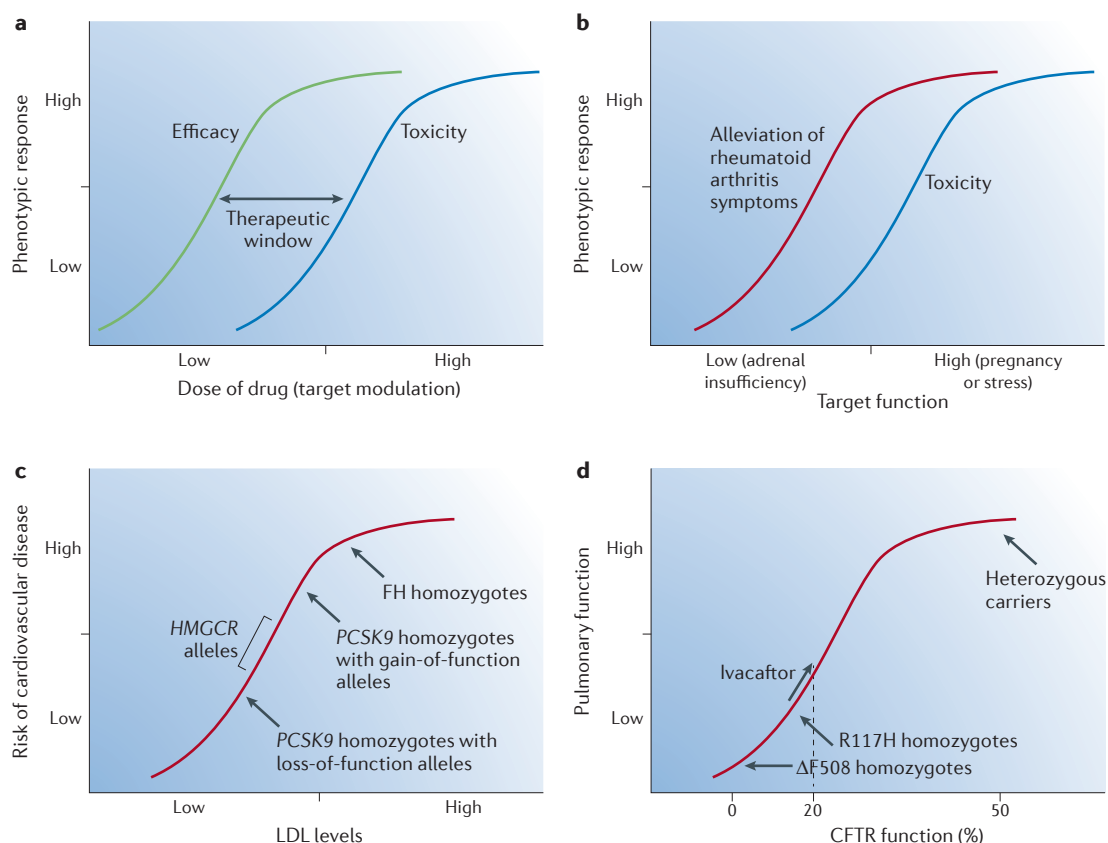 a
Phenotypic response
High
Low
Efficacy
Toxicity
Therapeutic
window
Low
High
Dose of drug (target modulation)
b
Phenotypic response
High
Low
Alleviation of
rheumatoid
arthritis
symptoms
Toxicity
Low (adrenal
insufficiency)
High (pregnancy
or stress)
Target function
c
Risk of cardiovascular disease
High
Low
FH homozygotes
HMGCR
alleles
PCSK9 homozygotes
with gain-of-function
alleles
PCSK9 homozygotes with
loss-of-function alleles
Low
High
LDL levels
d
Pulmonary function
High
Low
Heterozygous
carriers
Ivacaftor
R117H homozygotes
ΔF508 homozygotes
0
20
50
CFTR function (%)